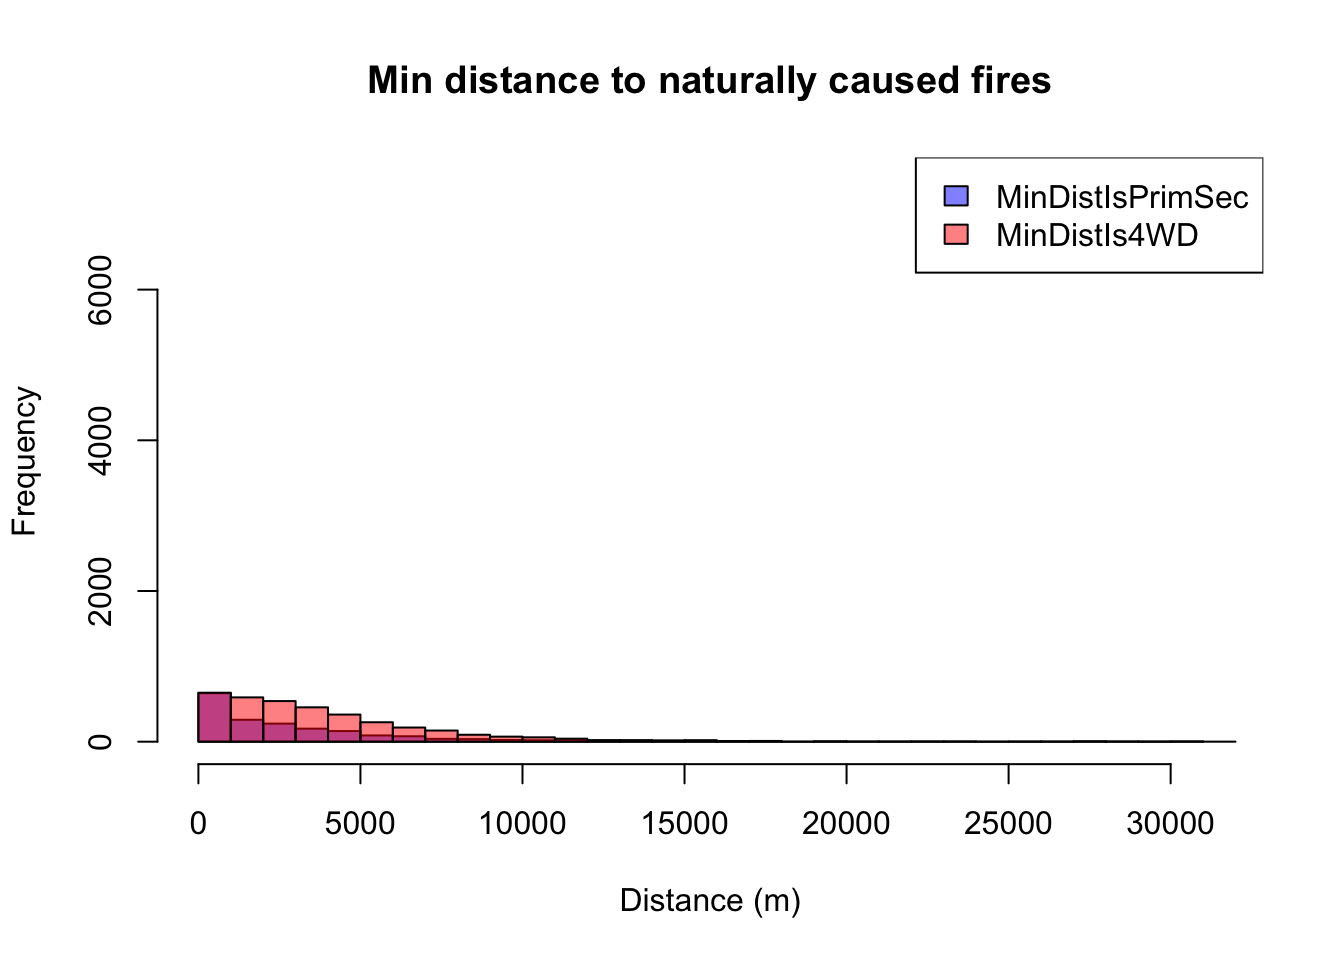 Min distance to naturally caused fires
MinDistIsPrimSec
MinDistIs4WD
Frequency
6000
4000
2000
0
0 5000 10000 15000 20000 25000 30000
Distance (m)